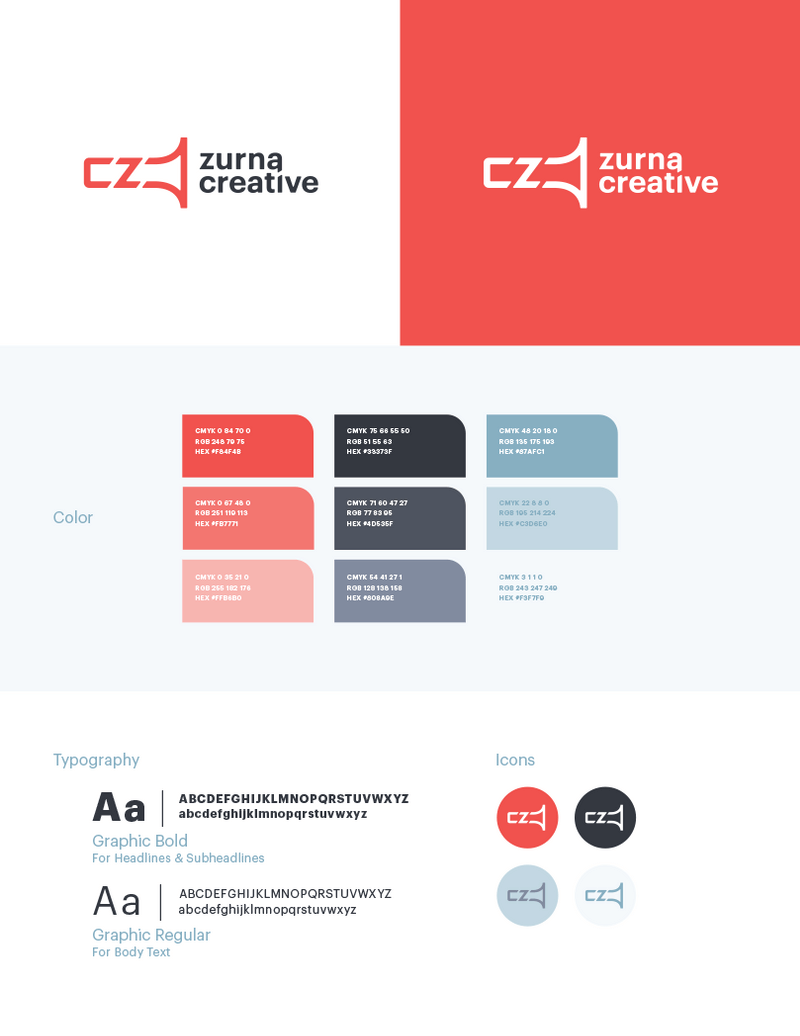 cz zurna
creative
cz zurna
creative
Color
CMYK 0 84 70 0
RGB 248 79 75
HEX #F84F4B
CMYK 75 66 55 50
RGB 51 55 63
HEX #33373F
CMYK 48 20 18 0
RGB 135 175 193
HEX #87AFC1
CMYK 0 67 48 0
RGB 251 119 113
HEX #FB7771
CMYK 71 60 47 27
RGB 77 83 95
HEX #4D535F
CMYK 22 8 8 0
RGB 195 214 224
HEX #C3D6E0
CMYK 0 35 21 0
RGB 255 182 176
HEX #FFB6B0
CMYK 54 41 27 1
RGB 128 138 158
HEX #808A9E
CMYK 3 1 1 0
RGB 243 247 249
HEX #F3F7F9
Typography
Aa
ABCDEFGHIJKLMNOPQRSTUVWXYZ
abcdefghijklmnopqrstuvwxyz
Graphic Bold
For Headlines & Subheadlines
Aa
ABCDEFGHIJKLMNOPQRSTUVWXYZ
abcdefghijklmnopqrstuvwxyz
Graphic Regular
For Body Text
Icons
cz
cz
cz
cz